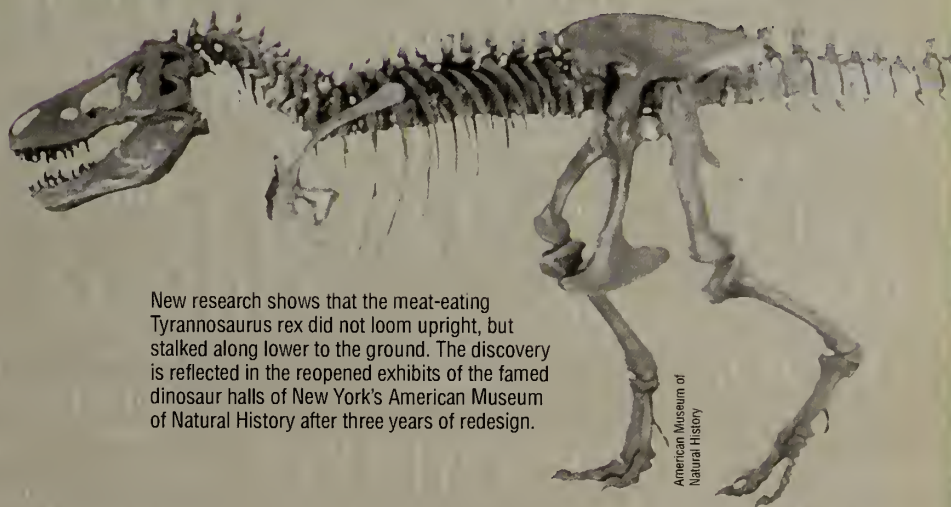 New research shows that the meat-eating
Tyrannosaurus rex did not loom upright, but
stalked along lower to the ground. The discovery
is reflected in the reopened exhibits of the famed
dinosaur halls of New York's American Museum
of Natural History after three years of redesign.
American Museum of
Natural History